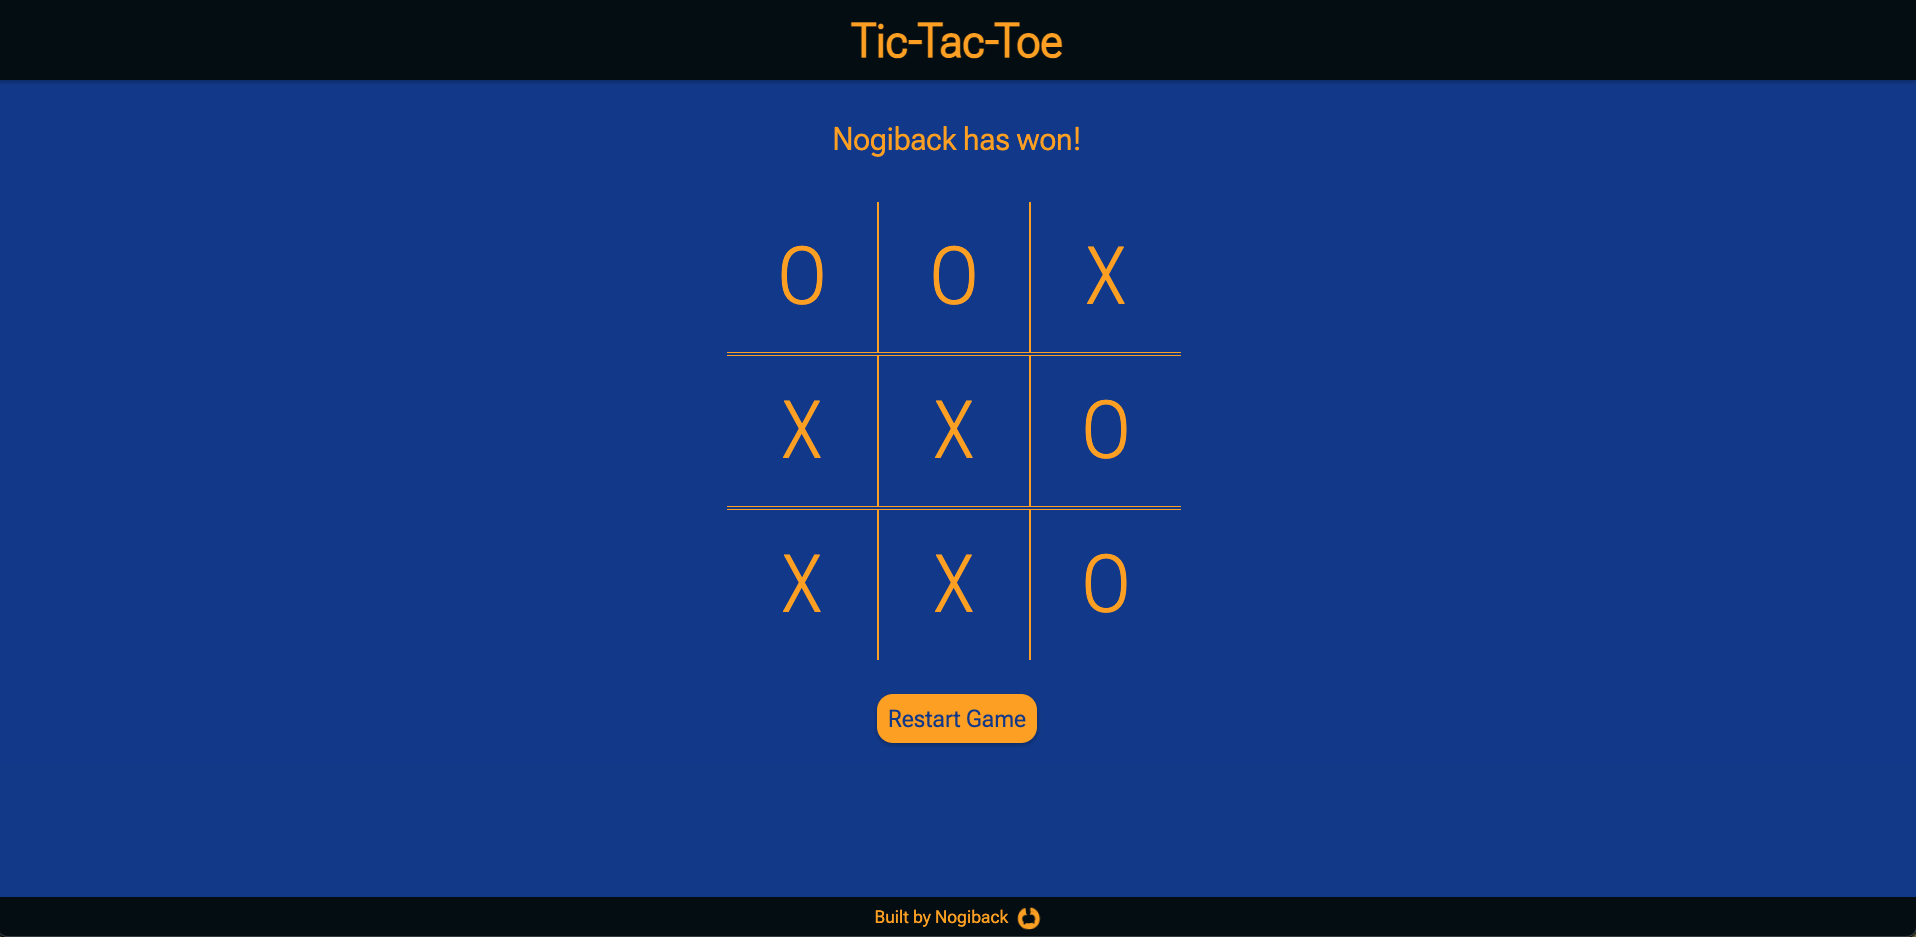 Tic-Tac-Toe
Nogiback has won!
O O X
X X O
X X O
Restart Game
Built by Nogiback